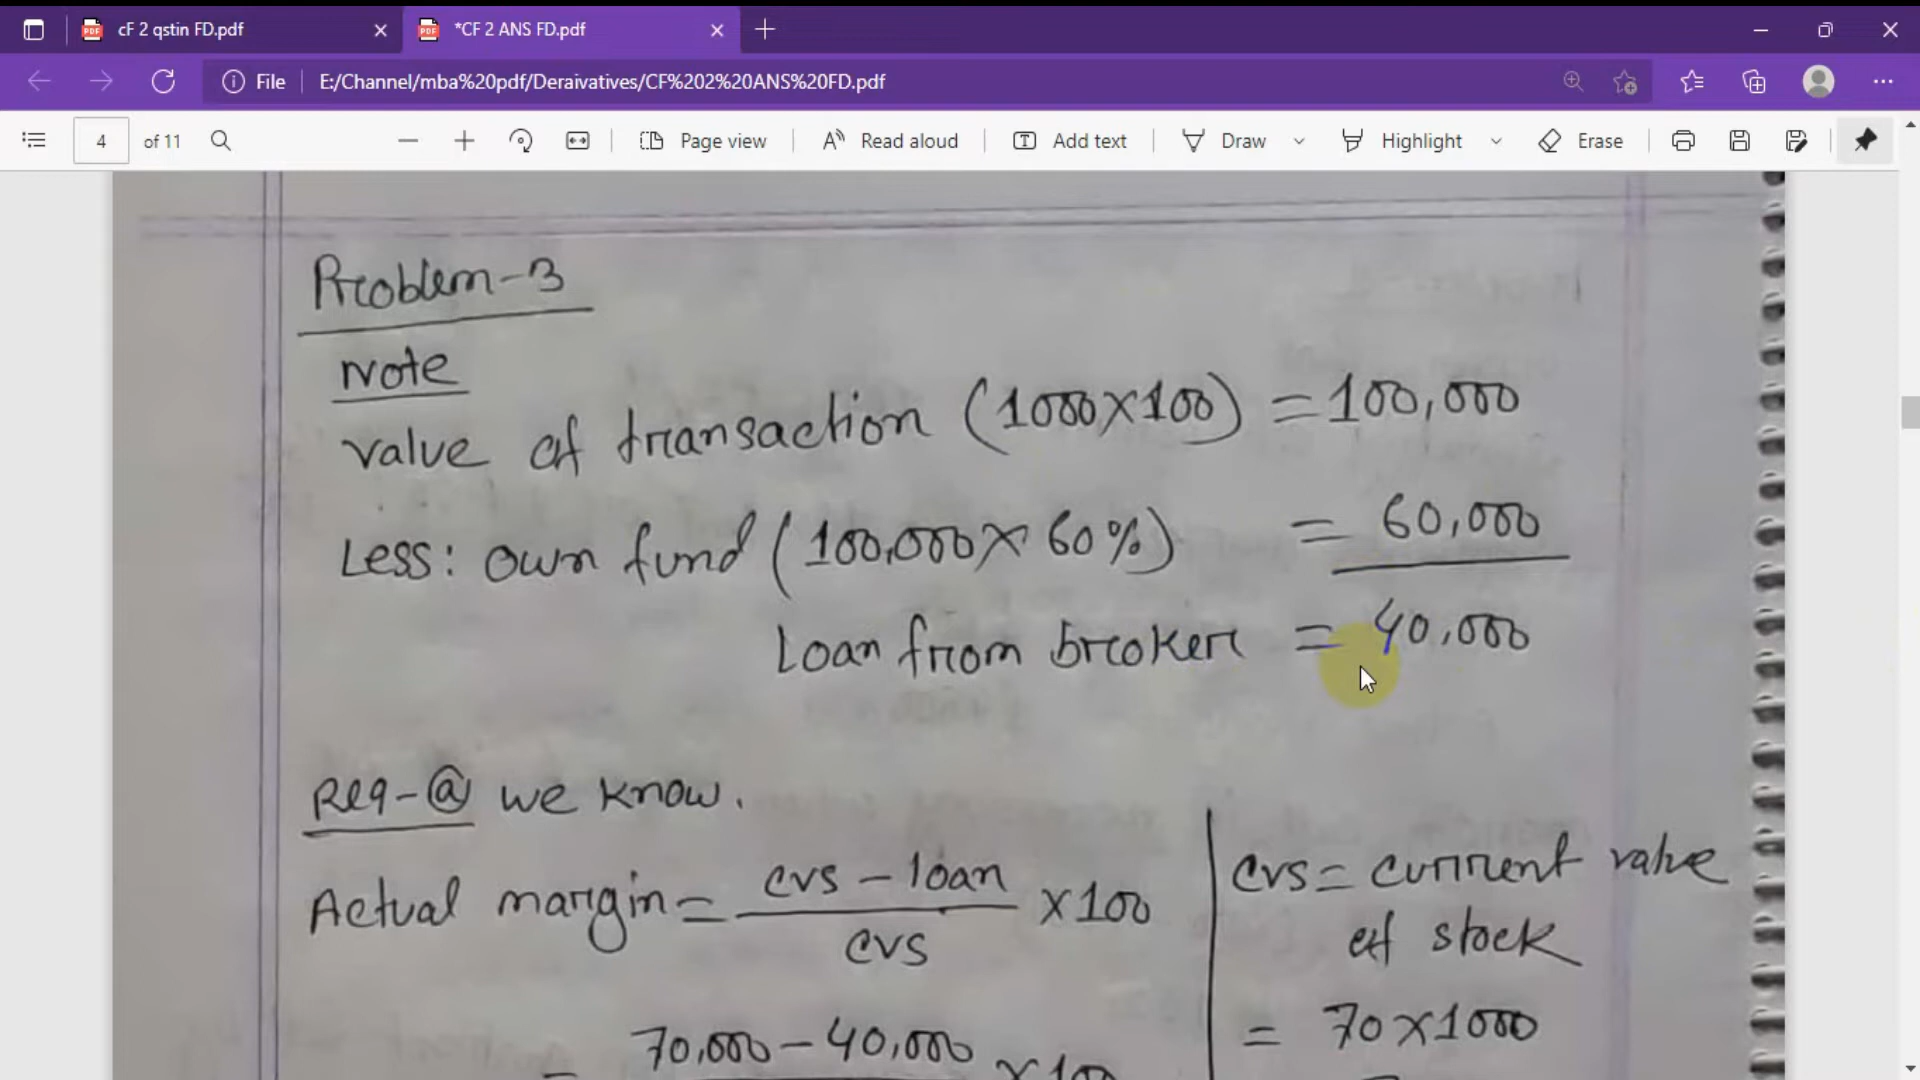 cF 2 qstin FD.pdf
*CF 2 ANS FD.pdf
File E:/Channel/mba%20pdf/Deraivatives/CF%202%20ANS%20FD.pdf
4 of 11 Page view Read aloud Add text Draw Highlight Erase
Problem-3
Note
value of transaction (1000×100) = 100,000
Less: own fund (100,000× 60%) = 60,000
Loan from broker = 40,000
Req-ⓐ we know.
Actual margin = cvs - loan / cvs ×100
cvs = current value
of stock
= 70×1000
= 70,000 - 40,000 ×100